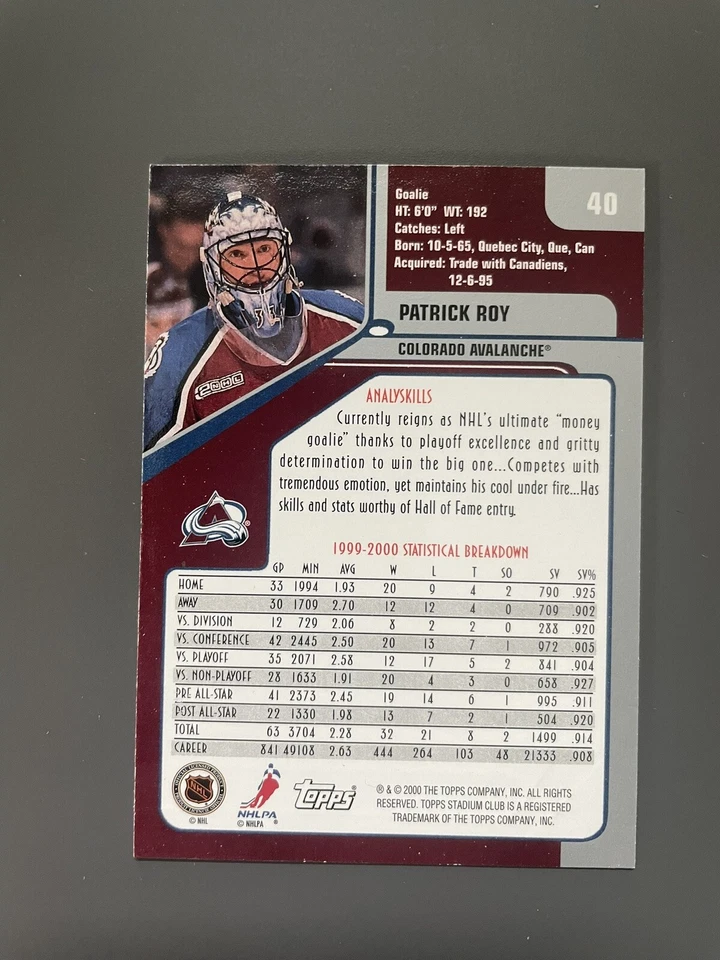 40
Goalie
HT: 6'0" WT: 192
Catches: Left
Born: 10-5-65, Quebec City, Que, Can
Acquired: Trade with Canadiens,
12-6-95
PATRICK ROY
COLORADO AVALANCHE®
33
2000
NHL
ANALYSKILLS
Currently reigns as NHL's ultimate "money
goalie" thanks to playoff excellence and gritty
determination to win the big one...Competes with
tremendous emotion, yet maintains his cool under fire...Has
skills and stats worthy of Hall of Fame entry.
A ®
1999-2000 STATISTICAL BREAKDOWN
GP MIN AVG W L T SO SV SV%
HOME 33 1994 1.93 20 9 4 2 790 .925
AWAY 30 1709 2.70 12 12 4 0 709 .902
VS. DIVISION 12 729 2.06 8 2 2 0 288 .920
VS. CONFERENCE 42 2445 2.50 20 13 7 1 972 .905
VS. PLAYOFF 35 2071 2.58 12 17 5 2 841 .904
VS. NON-PLAYOFF 28 1633 1.91 20 4 3 0 658 .927
PRE ALL-STAR 41 2373 2.45 19 14 6 1 995 .911
POST ALL-STAR 22 1330 1.98 13 7 2 1 504 .920
TOTAL 63 3704 2.28 32 21 8 2 1499 .914
CAREER 841 49108 2.63 444 264 103 48 21333 .908
NHL
© NHL
NHLPA ®
© NHLPA
topps®
® & © 2000 THE TOPPS COMPANY, INC. ALL RIGHTS
RESERVED. TOPPS STADIUM CLUB IS A REGISTERED
TRADEMARK OF THE TOPPS COMPANY, INC.